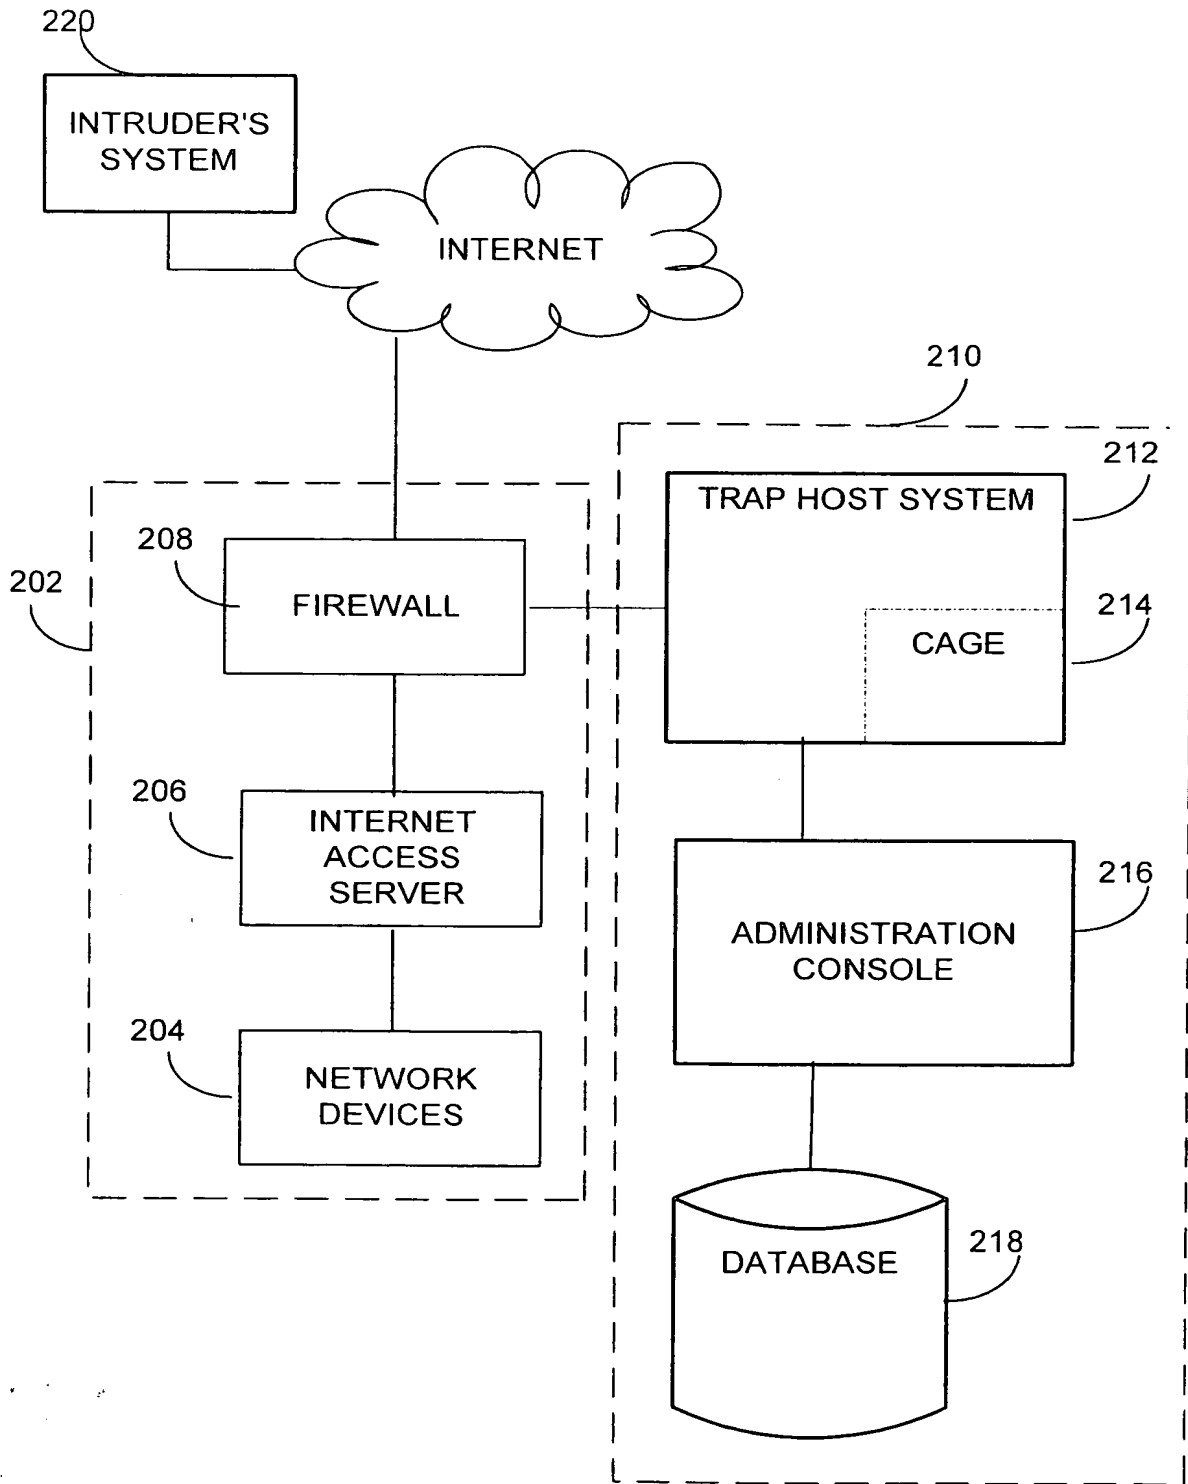 220
INTRUDER'S
SYSTEM
INTERNET
210
212
TRAP HOST SYSTEM
208
202
FIREWALL
214
CAGE
206
INTERNET
ACCESS
SERVER
216
ADMINISTRATION
CONSOLE
204
NETWORK
DEVICES
218
DATABASE